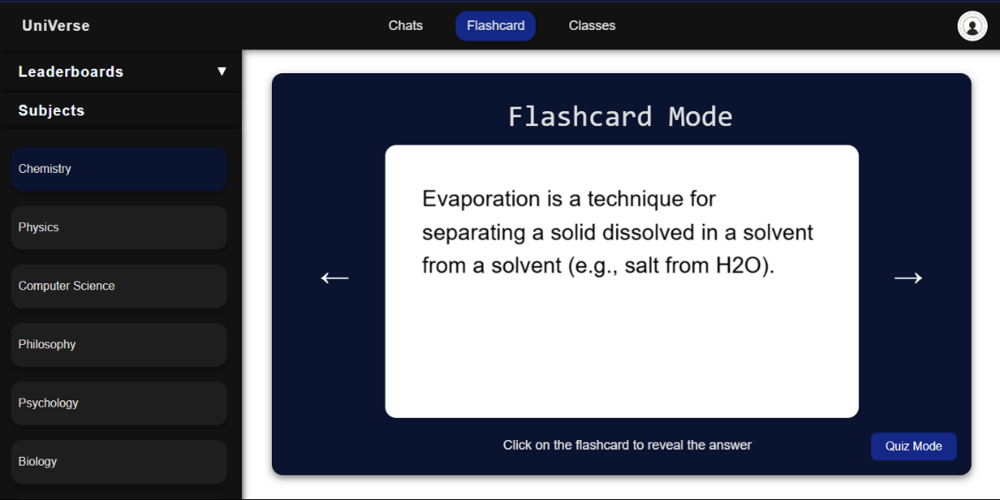 UniVerse
Chats
Flashcard
Classes
Leaderboards ▼
Subjects
Chemistry
Physics
Computer Science
Philosophy
Psychology
Biology
Flashcard Mode
Evaporation is a technique for
separating a solid dissolved in a solvent
from a solvent (e.g., salt from H2O).
← →
Click on the flashcard to reveal the answer
Quiz Mode